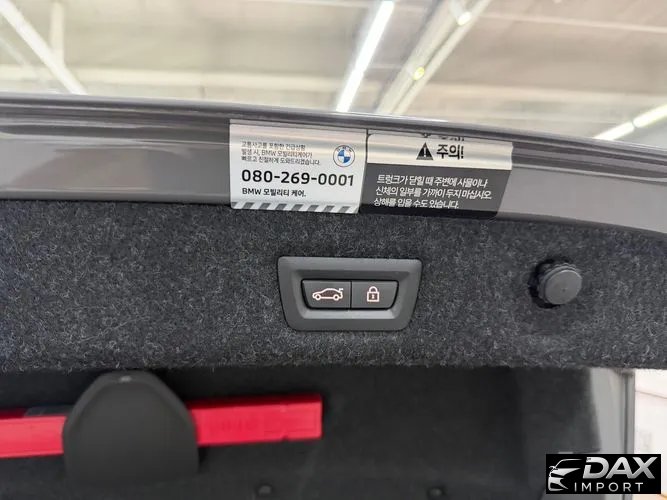 교통사고를 포함한 긴급상황
발생 시, BMW 모빌리티케어가
빠르고 친절하게 도와드리겠습니다.
080-269-0001
BMW 모빌리티 케어.
주의!
주의!
트렁크가 닫힐 때 주변에 사물이나
신체의 일부를 가까이 두지 마십시오.
상해를 입을 수도 있습니다.
DAX
IMPORT